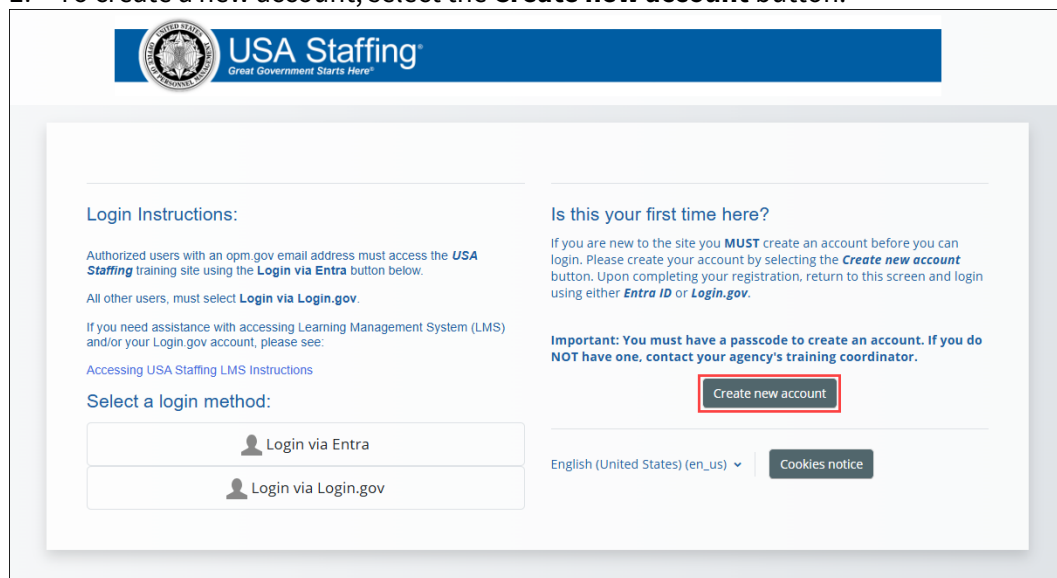 To create a new account, select the Create new account button.
UNITED STATES
OFFICE OF PERSONNEL MANAGEMENT
USA Staffing®
Great Government Starts Here®
Login Instructions:
Authorized users with an opm.gov email address must access the USA
Staffing training site using the Login via Entra button below.
All other users, must select Login via Login.gov.
If you need assistance with accessing Learning Management System (LMS)
and/or your Login.gov account, please see:
Accessing USA Staffing LMS Instructions
Select a login method:
Login via Entra
Login via Login.gov
Is this your first time here?
If you are new to the site you MUST create an account before you can
login. Please create your account by selecting the Create new account
button. Upon completing your registration, return to this screen and login
using either Entra ID or Login.gov.
Important: You must have a passcode to create an account. If you do
NOT have one, contact your agency's training coordinator.
Create new account
English (United States) (en_us)
Cookies notice